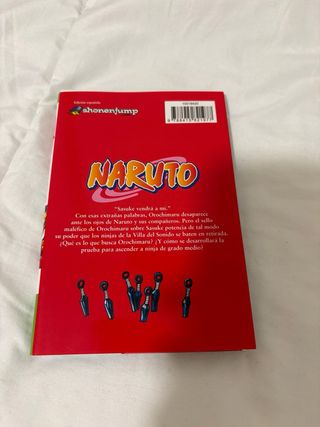 Edición española
shonenjump
NARUTO
“Sasuke vendrá a mí.”
Con esas extrañas palabras, Orochimaru desaparece
ante los ojos de Naruto y sus compañeros. Pero el sello
maléfico de Orochimaru sobre Sasuke potencia de tal modo
su poder que los ninjas de la Villa del Sonido se baten en retirada.
¿Qué es lo que busca Orochimaru? ¿Y cómo se desarrollará la
prueba para ascender a ninja de grado medio?